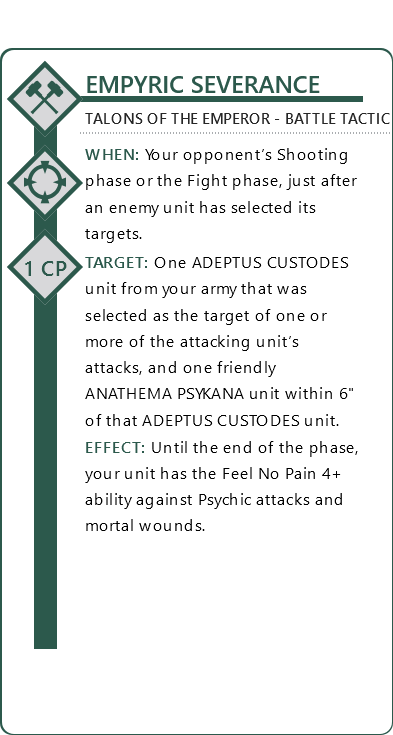 EMPYRIC SEVERANCE
TALONS OF THE EMPEROR - BATTLE TACTIC
WHEN: Your opponent's Shooting
phase or the Fight phase, just after
an enemy unit has selected its
targets.
1 CP
TARGET: One ADEPTUS CUSTODES
unit from your army that was
selected as the target of one or
more of the attacking unit's
attacks, and one friendly
ANATHEMA PSYKANA unit within 6"
of that ADEPTUS CUSTODES unit.
EFFECT: Until the end of the phase,
your unit has the Feel No Pain 4+
ability against Psychic attacks and
mortal wounds.